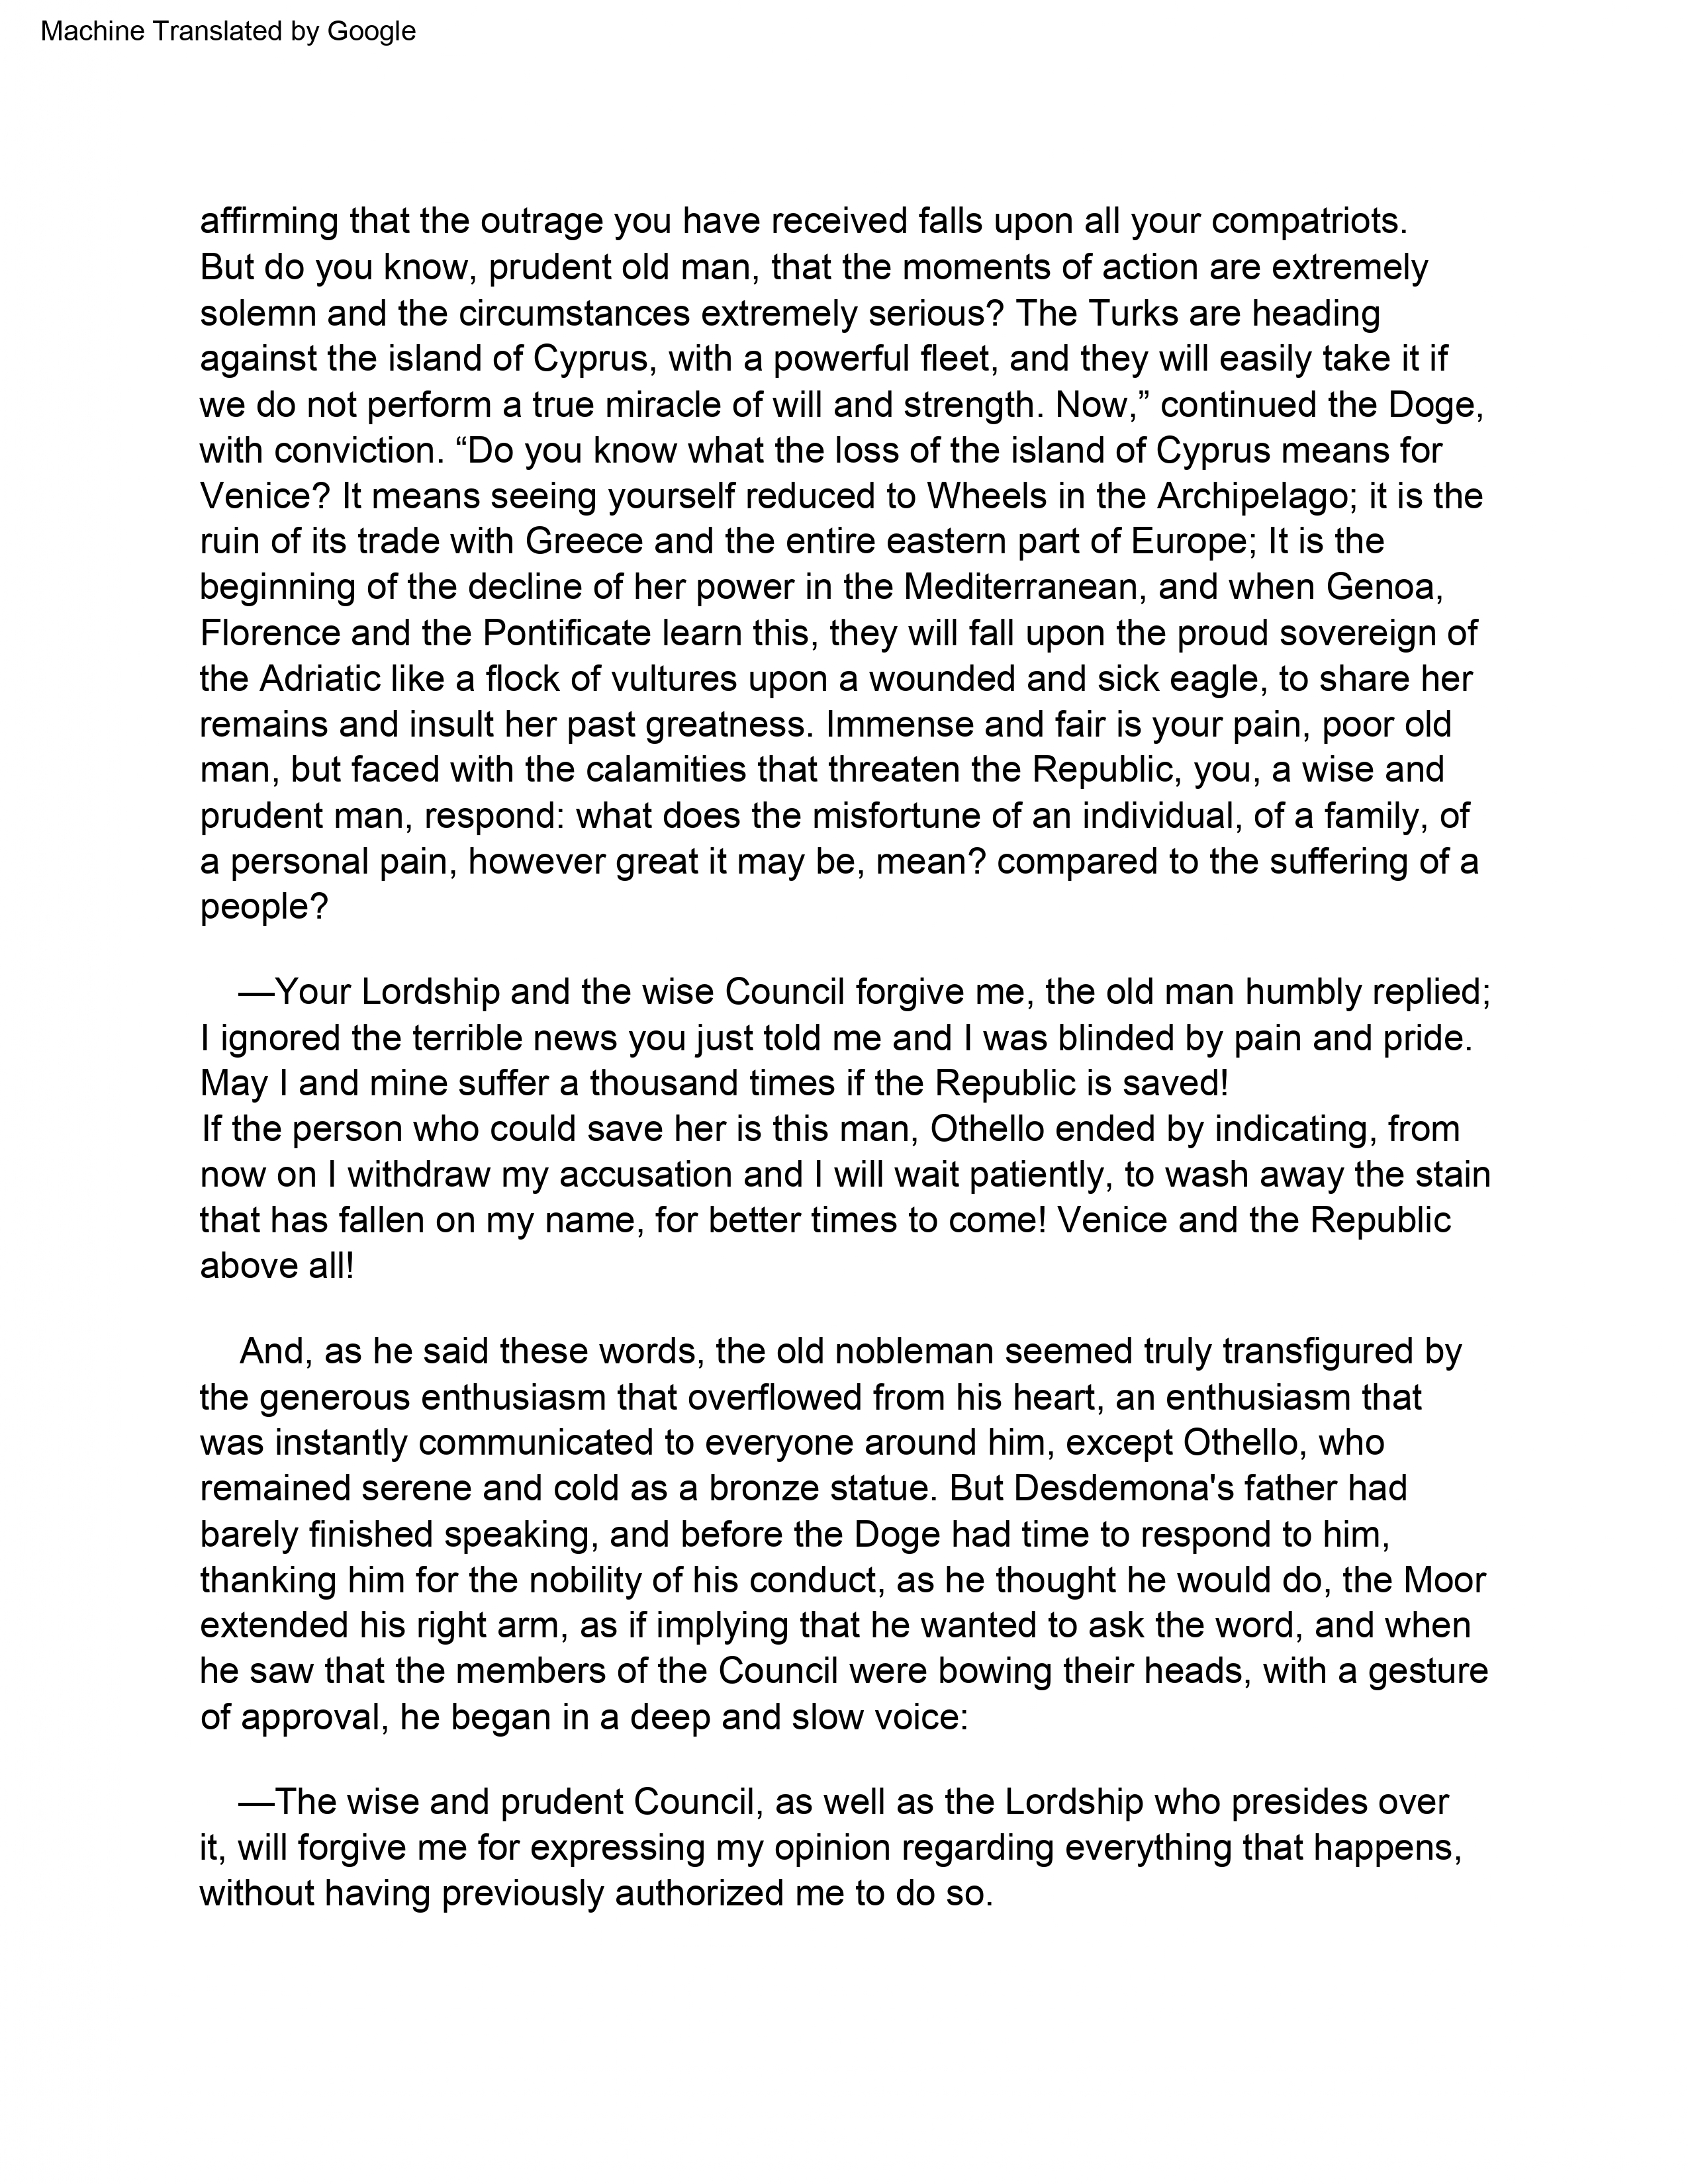 Machine Translated by Google
affirming that the outrage you have received falls upon all your compatriots.
But do you know, prudent old man, that the moments of action are extremely
solemn and the circumstances extremely serious? The Turks are heading
against the island of Cyprus, with a powerful fleet, and they will easily take it if
we do not perform a true miracle of will and strength. Now,” continued the Doge,
with conviction. “Do you know what the loss of the island of Cyprus means for
Venice? It means seeing yourself reduced to Wheels in the Archipelago; it is the
ruin of its trade with Greece and the entire eastern part of Europe; It is the
beginning of the decline of her power in the Mediterranean, and when Genoa,
Florence and the Pontificate learn this, they will fall upon the proud sovereign of
the Adriatic like a flock of vultures upon a wounded and sick eagle, to share her
remains and insult her past greatness. Immense and fair is your pain, poor old
man, but faced with the calamities that threaten the Republic, you, a wise and
prudent man, respond: what does the misfortune of an individual, of a family, of
a personal pain, however great it may be, mean? compared to the suffering of a
people?
—Your Lordship and the wise Council forgive me, the old man humbly replied;
I ignored the terrible news you just told me and I was blinded by pain and pride.
May I and mine suffer a thousand times if the Republic is saved!
If the person who could save her is this man, Othello ended by indicating, from
now on I withdraw my accusation and I will wait patiently, to wash away the stain
that has fallen on my name, for better times to come! Venice and the Republic
above all!
And, as he said these words, the old nobleman seemed truly transfigured by
the generous enthusiasm that overflowed from his heart, an enthusiasm that
was instantly communicated to everyone around him, except Othello, who
remained serene and cold as a bronze statue. But Desdemona's father had
barely finished speaking, and before the Doge had time to respond to him,
thanking him for the nobility of his conduct, as he thought he would do, the Moor
extended his right arm, as if implying that he wanted to ask the word, and when
he saw that the members of the Council were bowing their heads, with a gesture
of approval, he began in a deep and slow voice:
—The wise and prudent Council, as well as the Lordship who presides over
it, will forgive me for expressing my opinion regarding everything that happens,
without having previously authorized me to do so.